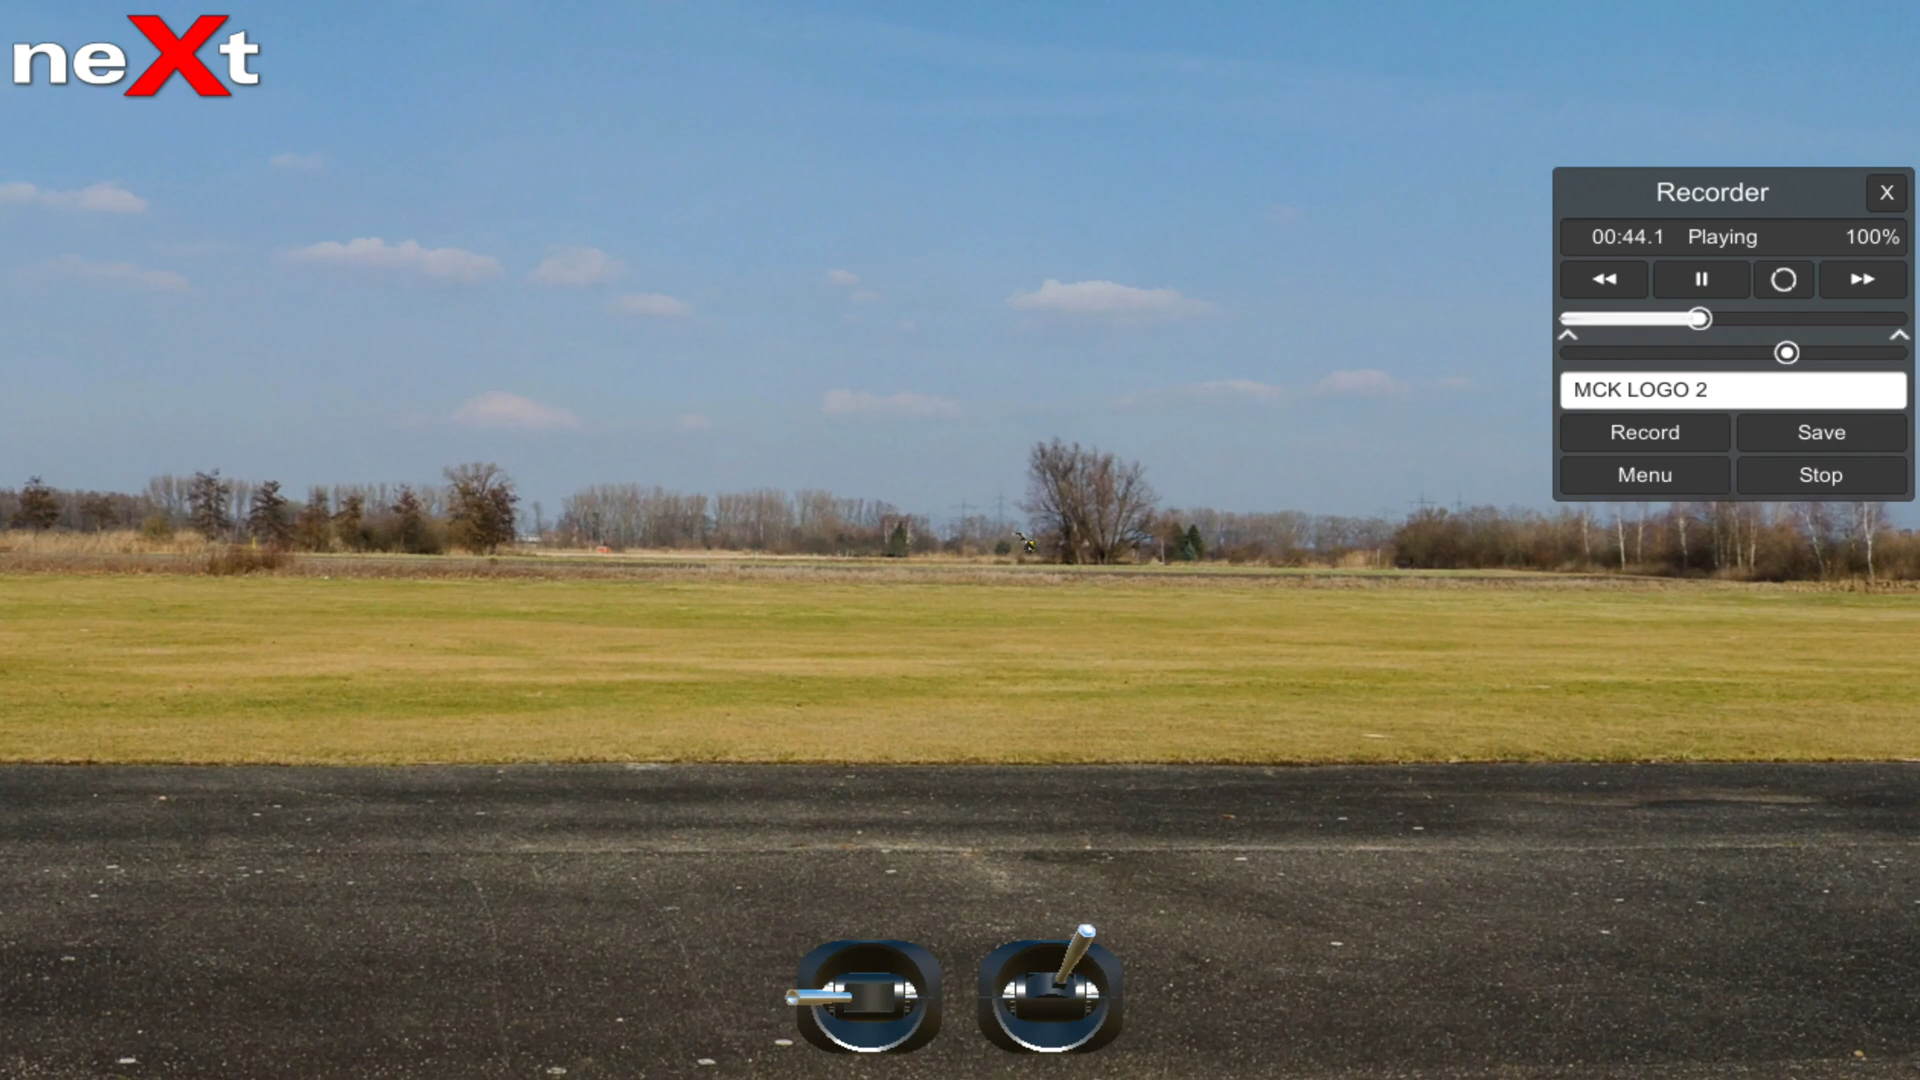 neXt
Recorder X
00:44.1 Playing 100%
MCK LOGO 2
Record Save
Menu Stop